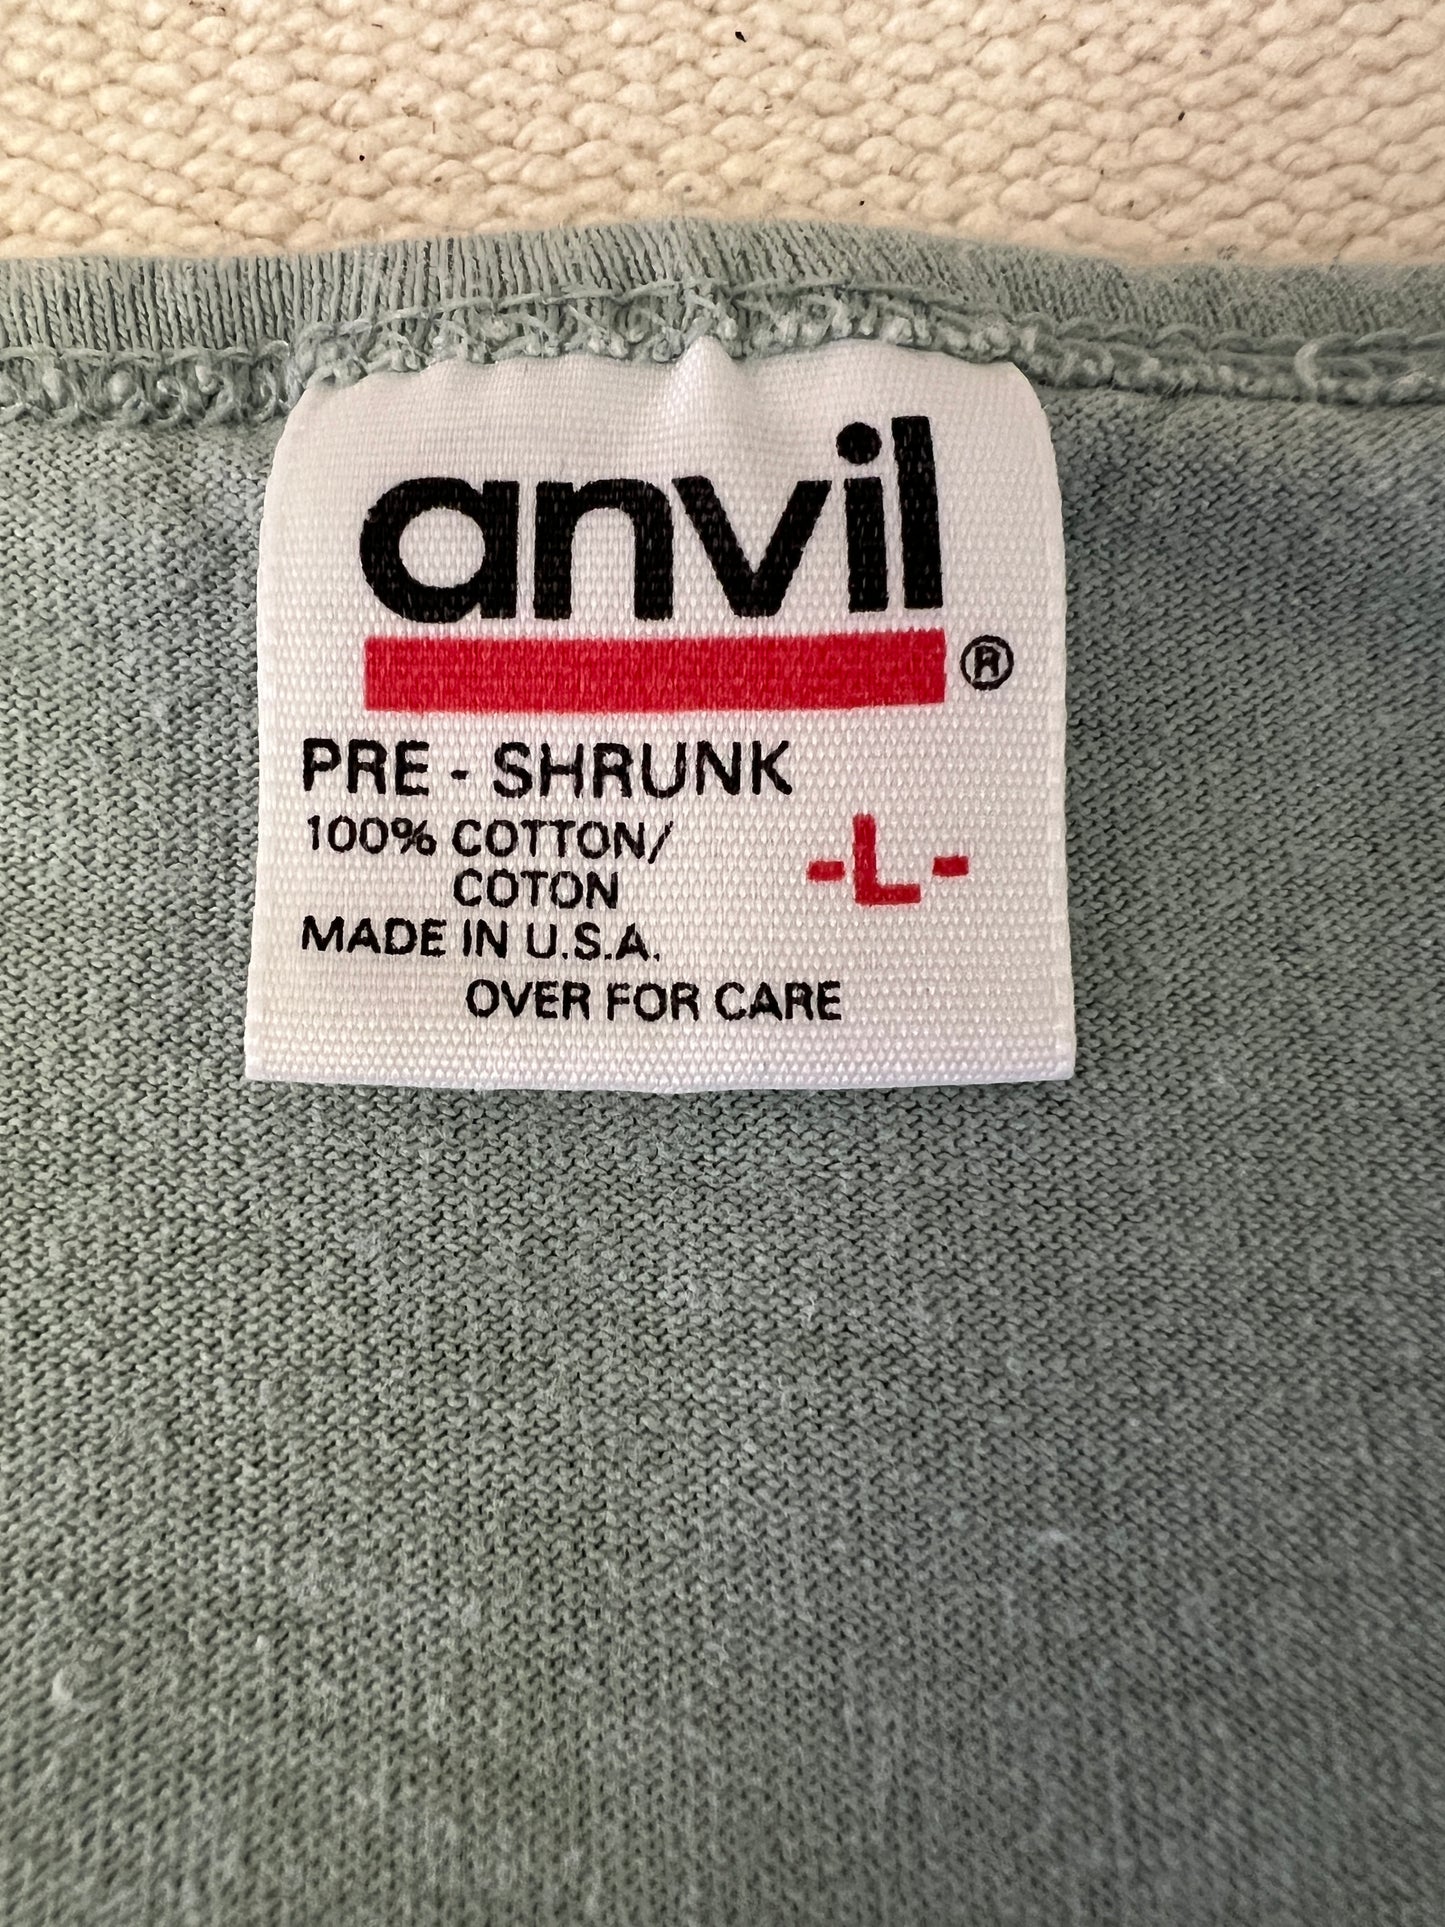 anvil
®
PRE - SHRUNK
100% COTTON/
COTON
-L-
MADE IN U.S.A.
OVER FOR CARE